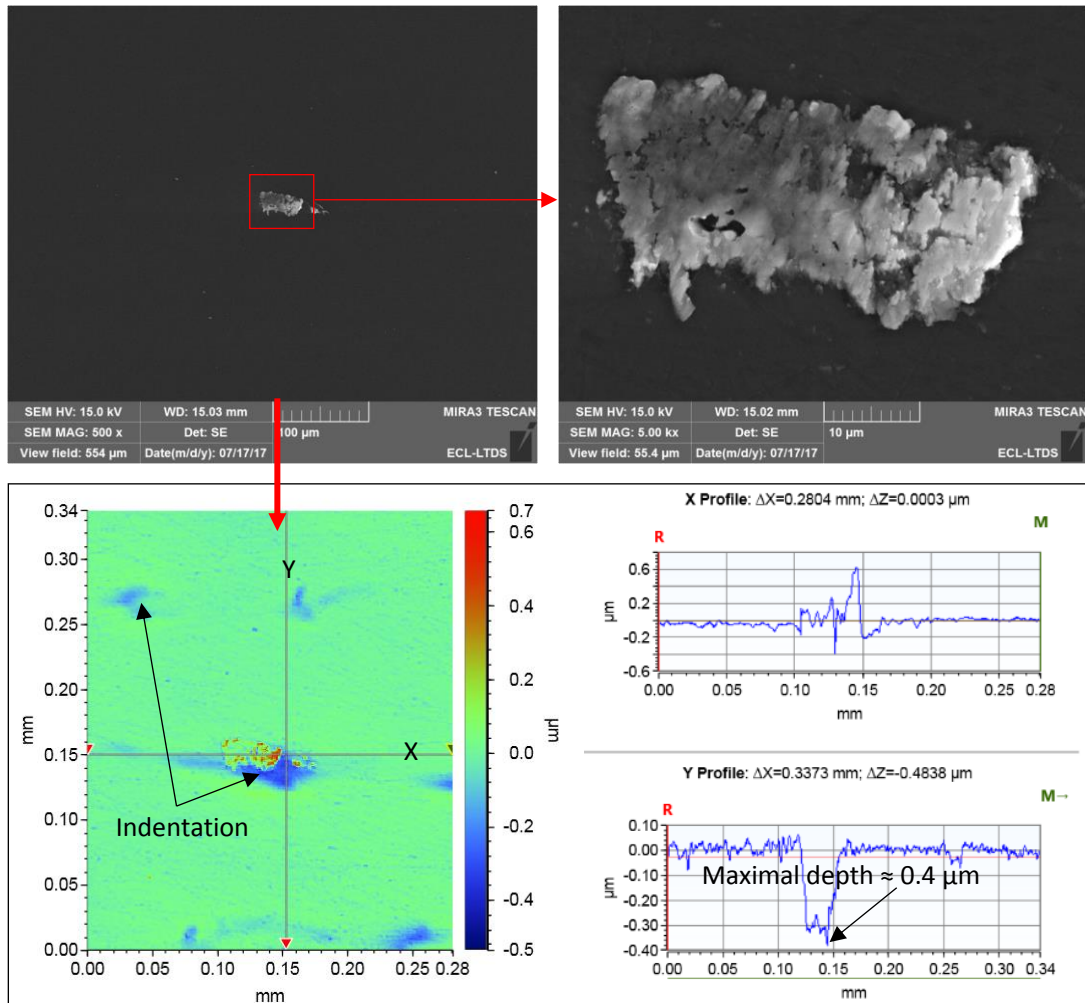 SEM HV: 15.0 kV WD: 15.03 mm MIRA3 TESCAN
SEM MAG: 500 x Det: SE 100 µm
View field: 554 µm Date(m/d/y): 07/17/17 ECL-LTDS
SEM HV: 15.0 kV WD: 15.02 mm MIRA3 TESCAN
SEM MAG: 5.00 kx Det: SE 10 µm
View field: 55.4 µm Date(m/d/y): 07/17/17 ECL-LTDS
0.34
0.30
0.25
0.20
0.15
0.10
0.05
0.00
mm
Y
X
Indentation
0.00 0.05 0.10 0.15 0.20 0.28
mm
0.7
0.6
0.4
0.2
0.0
-0.2
-0.4
-0.5
µm
X Profile: ΔX=0.2804 mm; ΔZ=0.0003 µm
R
M
0.6
0.2
-0.2
-0.6
µm
0.00 0.05 0.10 0.15 0.20 0.28
mm
Y Profile: ΔX=0.3373 mm; ΔZ=-0.4838 µm
R
M→
0.10
0.00
-0.10
-0.20
-0.30
-0.40
µm
Maximal depth ≈ 0.4 µm
0.00 0.05 0.10 0.15 0.20 0.25 0.34
mm